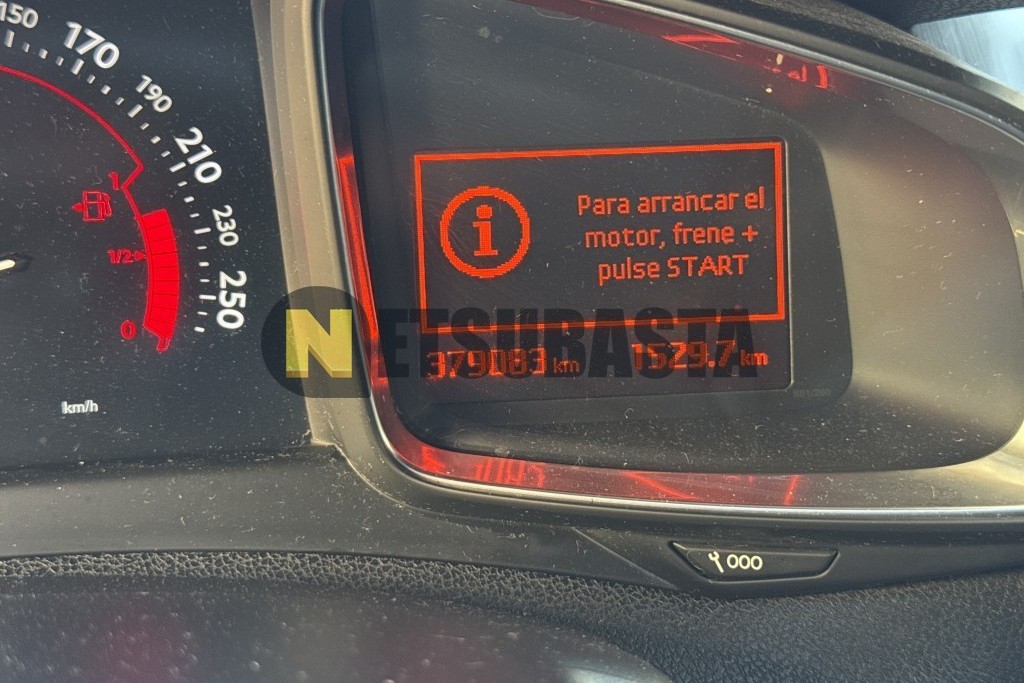 150
170
190
210
230
250
1
1/2
0
km/h
Para arrancar el
motor, frene +
pulse START
379083 km
1529.7 km
NETSUBASTA
000